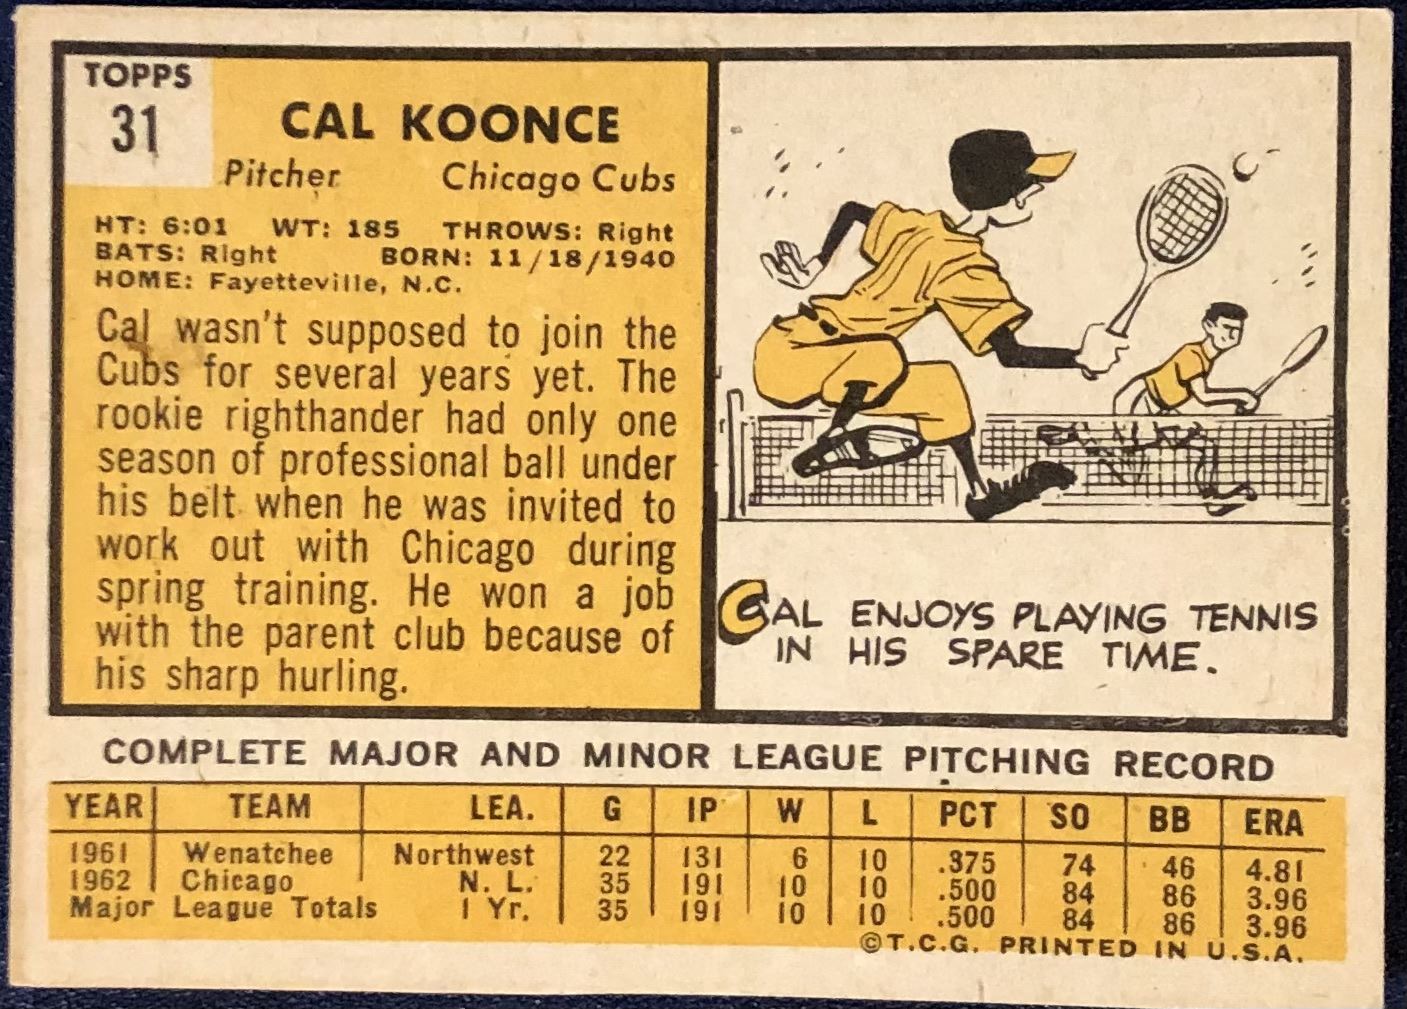 TOPPS
31
CAL KOONCE
Pitcher Chicago Cubs
HT: 6:01 WT: 185 THROWS: Right
BATS: Right BORN: 11/18/1940
HOME: Fayetteville, N.C.
Cal wasn't supposed to join the
Cubs for several years yet. The
rookie righthander had only one
season of professional ball under
his belt when he was invited to
work out with Chicago during
spring training. He won a job
with the parent club because of
his sharp hurling.
CAL ENJOYS PLAYING TENNIS
IN HIS SPARE TIME.
COMPLETE MAJOR AND MINOR LEAGUE PITCHING RECORD
YEAR TEAM LEA. G IP W L PCT SO BB ERA
1961 Wenatchee Northwest 22 131 6 10 .375 74 46 4.81
1962 Chicago N. L. 35 191 10 10 .500 84 86 3.96
Major League Totals 1 Yr. 35 191 10 10 .500 84 86 3.96
©T.C.G. PRINTED IN U.S.A.